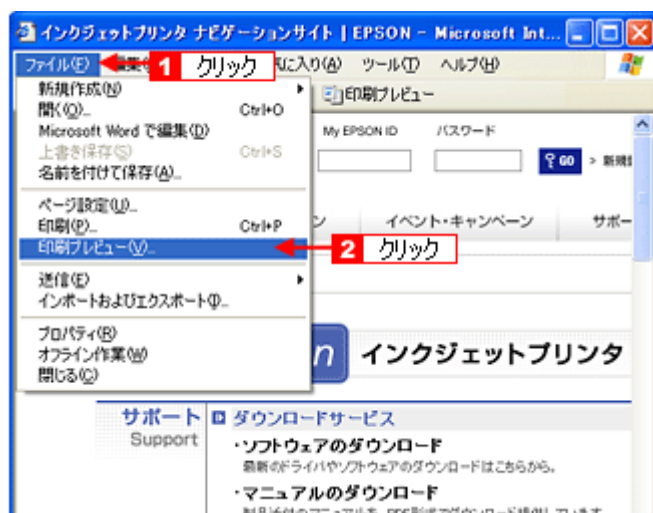 インクジェットプリンタ ナビゲーションサイト | EPSON - Microsoft Int...
ファイル(F) 1 クリック に入り(A) ツール(T) ヘルプ(H)
新規作成(N)
印刷プレビュー
開く(O)... Ctrl+O
Microsoft Word で編集(D)
My EPSON ID パスワード
上書き保存(S) Ctrl+S
GO > 新規
名前を付けて保存(A)...
ページ設定(U)...
印刷(P)... Ctrl+P
ン イベント・キャンペーン サポー
印刷プレビュー(V)... 2 クリック
送信(E)
インポートおよびエクスポート(I)...
プロパティ(R)
オフライン作業(W)
n インクジェットプリンタ
閉じる(C)
サポート ダウンロードサービス
Support ・ソフトウェアのダウンロード
最新のドライバやソフトウェアのダウンロードはこちらから。
・マニュアルのダウンロード